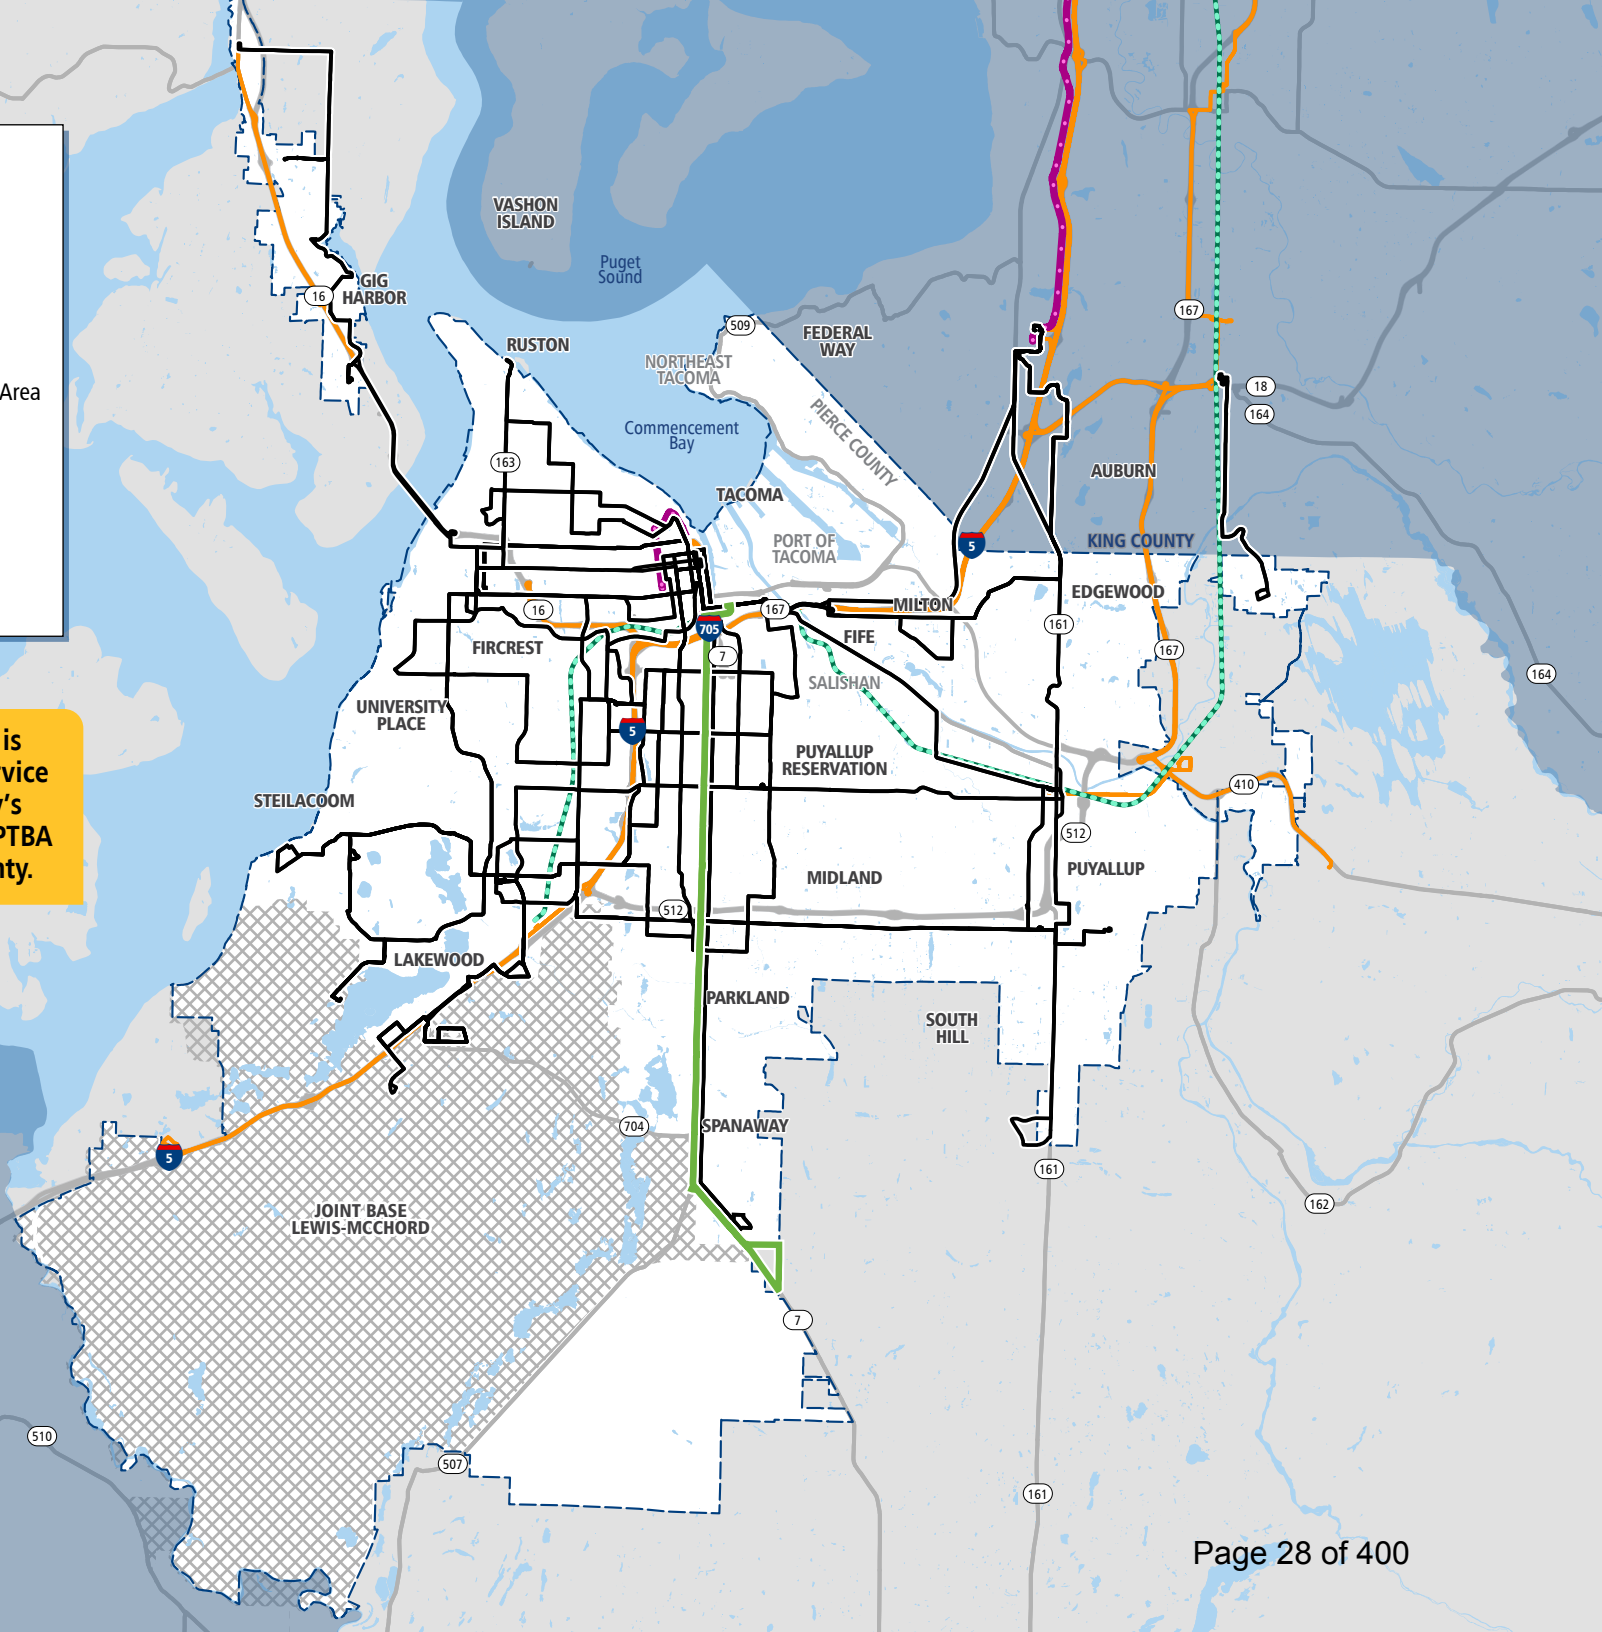 Area
is
vice
's
PTBA
nty.
VASHON
ISLAND
Puget
Sound
GIG
HARBOR
16
RUSTON
509
FEDERAL
WAY
NORTHEAST
TACOMA
PIERCE COUNTY
167
18
164
Commencement
Bay
163
TACOMA
AUBURN
PORT OF
TACOMA
5
KING COUNTY
EDGEWOOD
16
167
MILTON
161
705
FIFE
FIRCREST
7
167
SALISHAN
164
UNIVERSITY
PLACE
5
PUYALLUP
RESERVATION
STEILACOOM
410
512
PUYALLUP
MIDLAND
512
LAKEWOOD
PARKLAND
SOUTH
HILL
704
SPANAWAY
5
161
JOINT BASE
LEWIS-MCCHORD
162
7
510
507
161
Page 28 of 400